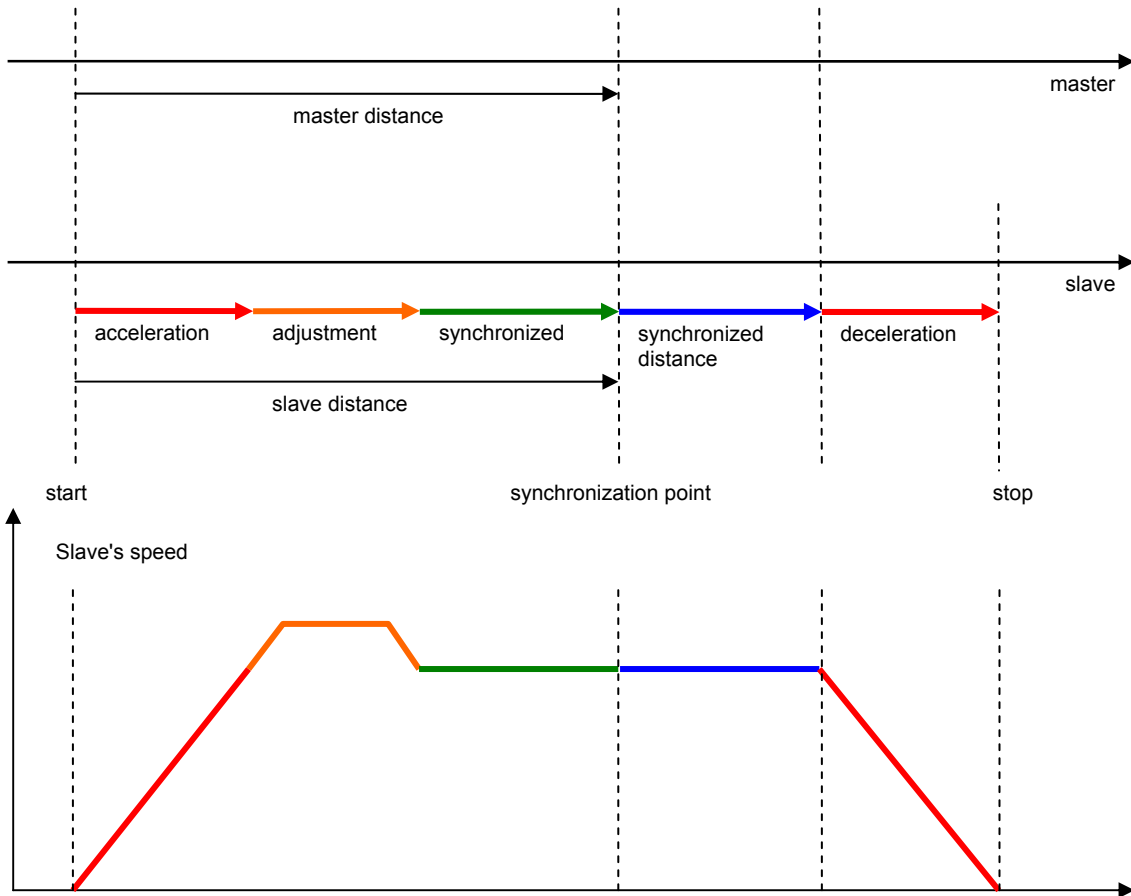 master
master distance
slave
acceleration
adjustment
synchronized
synchronized
distance
deceleration
slave distance
start
synchronization point
stop
Slave's speed